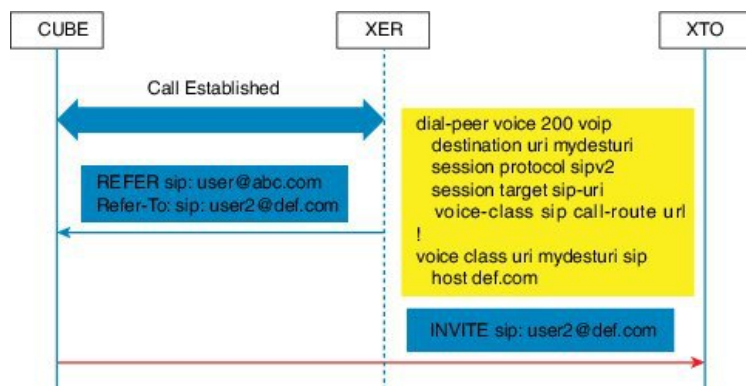 CUBE
XER
XTO
Call Established
REFER sip: user@abc.com
Refer-To: sip: user2@def.com
dial-peer voice 200 voip
destination uri mydesturi
session protocol sipv2
session target sip-uri
voice-class sip call-route url
!
voice class uri mydesturi sip
host def.com
INVITE sip: user2@def.com